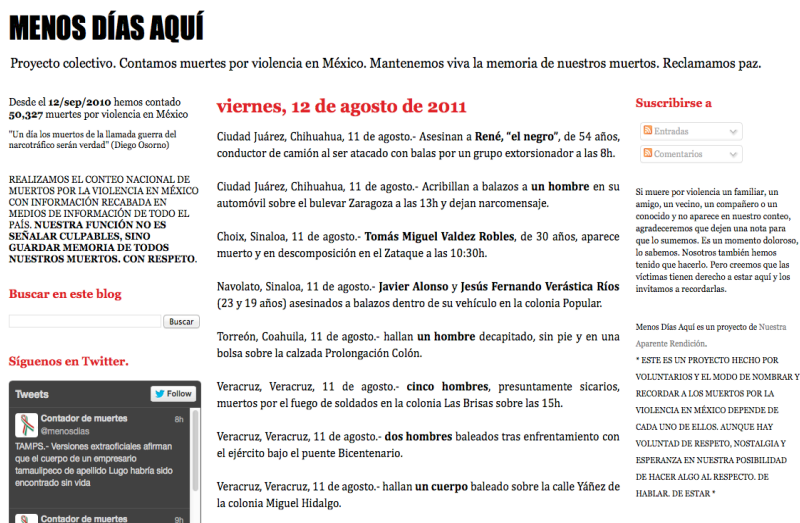 MENOS DÍAS AQUÍ
Proyecto colectivo. Contamos muertes por violencia en México. Mantenemos viva la memoria de nuestros muertos. Reclamamos paz.
Desde el 12/sep/2010 hemos contado
50,327 muertes por violencia en México
"Un día los muertos de la llamada guerra del
narcotráfico serán verdad" (Diego Osorno)
REALIZAMOS EL CONTEO NACIONAL DE
MUERTOS POR LA VIOLENCIA EN MÉXICO
CON INFORMACIÓN RECABADA EN
MEDIOS DE INFORMACIÓN DE TODO EL
PAÍS. NUESTRA FUNCIÓN NO ES
SEÑALAR CULPABLES, SINO
GUARDAR MEMORIA DE TODOS
NUESTROS MUERTOS. CON RESPETO.
Buscar en este blog
Buscar
Síguenos en Twitter.
Tweets
Follow
Contador de muertes 8h
@menosdias
TAMPS.- Versiones extraoficiales afirman
que el cuerpo de un empresario
tamaulipeco de apellido Lugo habría sido
encontrado sin vida
Contador de muertes 9h
viernes, 12 de agosto de 2011
Ciudad Juárez, Chihuahua, 11 de agosto.- Asesinan a René, “el negro”, de 54 años,
conductor de camión al ser atacado con balas por un grupo extorsionador a las 8h.
Ciudad Juárez, Chihuahua, 11 de agosto.- Acribillan a balazos a un hombre en su
automóvil sobre el bulevar Zaragoza a las 13h y dejan narcomensaje.
Choix, Sinaloa, 11 de agosto.- Tomás Miguel Valdez Robles, de 30 años, aparece
muerto y en descomposición en el Zataque a las 10:30h.
Navolato, Sinaloa, 11 de agosto.- Javier Alonso y Jesús Fernando Verástica Ríos
(23 y 19 años) asesinados a balazos dentro de su vehículo en la colonia Popular.
Torreón, Coahuila, 11 de agosto.- hallan un hombre decapitado, sin pie y en una
bolsa sobre la calzada Prolongación Colón.
Veracruz, Veracruz, 11 de agosto.- cinco hombres, presuntamente sicarios,
muertos por el fuego de soldados en la colonia Las Brisas sobre las 15h.
Veracruz, Veracruz, 11 de agosto.- dos hombres baleados tras enfrentamiento con
el ejército bajo el puente Bicentenario.
Veracruz, Veracruz, 11 de agosto.- hallan un cuerpo baleado sobre la calle Yáñez de
la colonia Miguel Hidalgo.
Suscribirse a
Entradas
Comentarios
Si muere por violencia un familiar, un
amigo, un vecino, un compañero o un
conocido y no aparece en nuestro conteo,
agradeceremos que dejen una nota para
que lo sumemos. Es un momento doloroso,
lo sabemos. Nosotros también hemos
tenido que hacerlo. Pero creemos que las
víctimas tienen derecho a estar aquí y los
invitamos a recordarlas.
Menos Días Aquí es un proyecto de Nuestra
Aparente Rendición.
* ESTE ES UN PROYECTO HECHO POR
VOLUNTARIOS Y EL MODO DE NOMBRAR Y
RECORDAR A LOS MUERTOS POR LA
VIOLENCIA EN MÉXICO DEPENDE DE
CADA UNO DE ELLOS. AUNQUE HAY
VOLUNTAD DE RESPETO, NOSTALGIA Y
ESPERANZA EN NUESTRA POSIBILIDAD
DE HACER ALGO AL RESPECTO. DE
HABLAR. DE ESTAR *